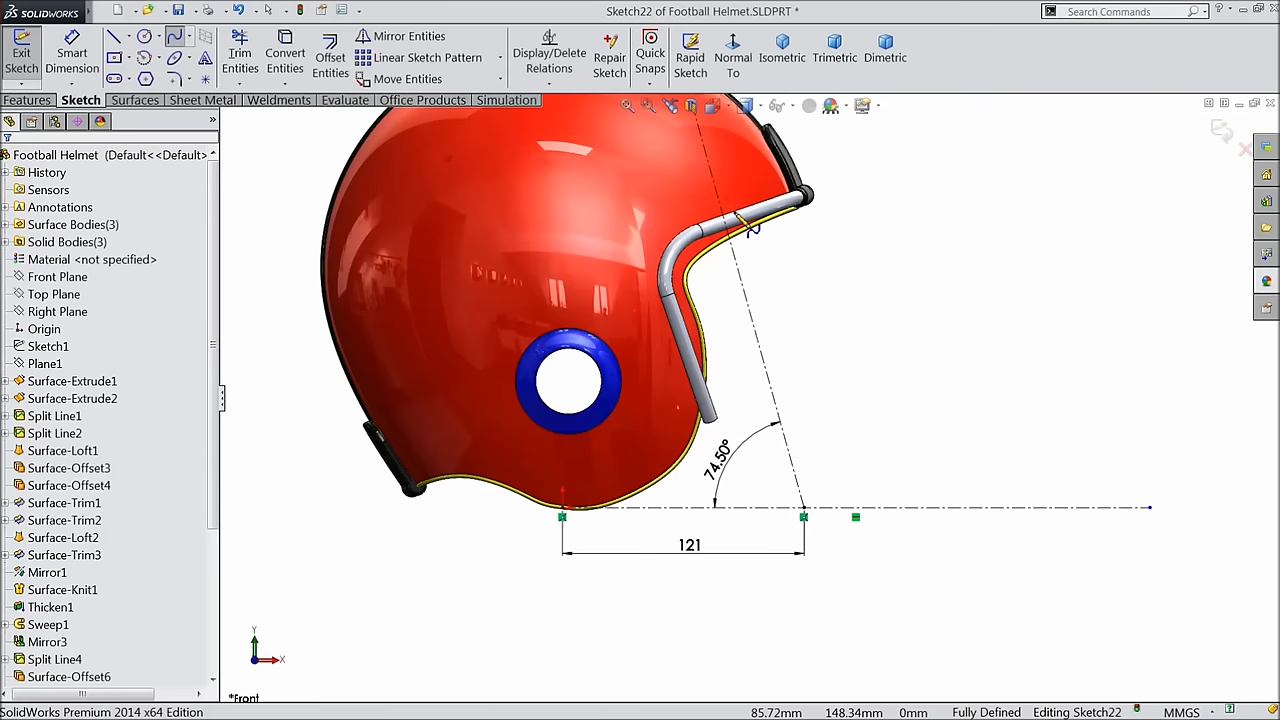 SOLIDWORKS
Sketch22 of Football Helmet.SLDPRT *
Search Commands
Exit Sketch
Smart Dimension
Trim Entities
Convert Entities
Offset Entities
Mirror Entities
Linear Sketch Pattern
Move Entities
Display/Delete Relations
Repair Sketch
Quick Snaps
Rapid Sketch
Normal To
Isometric
Trimetric
Dimetric
Features
Sketch
Surfaces
Sheet Metal
Weldments
Evaluate
Office Products
Simulation
Football Helmet (Default<<Default>
History
Sensors
Annotations
Surface Bodies(3)
Solid Bodies(3)
Material <not specified>
Front Plane
Top Plane
Right Plane
Origin
Sketch1
Plane1
Surface-Extrude1
Surface-Extrude2
Split Line1
Split Line2
Surface-Loft1
Surface-Offset3
Surface-Offset4
Surface-Trim1
Surface-Trim2
Surface-Loft2
Surface-Trim3
Mirror1
Surface-Knit1
Thicken1
Sweep1
Mirror3
Split Line4
Surface-Offset6
74.50°
121
Y
X
*Front
SolidWorks Premium 2014 x64 Edition
85.72mm
148.34mm
0mm
Fully Defined
Editing Sketch22
MMGS